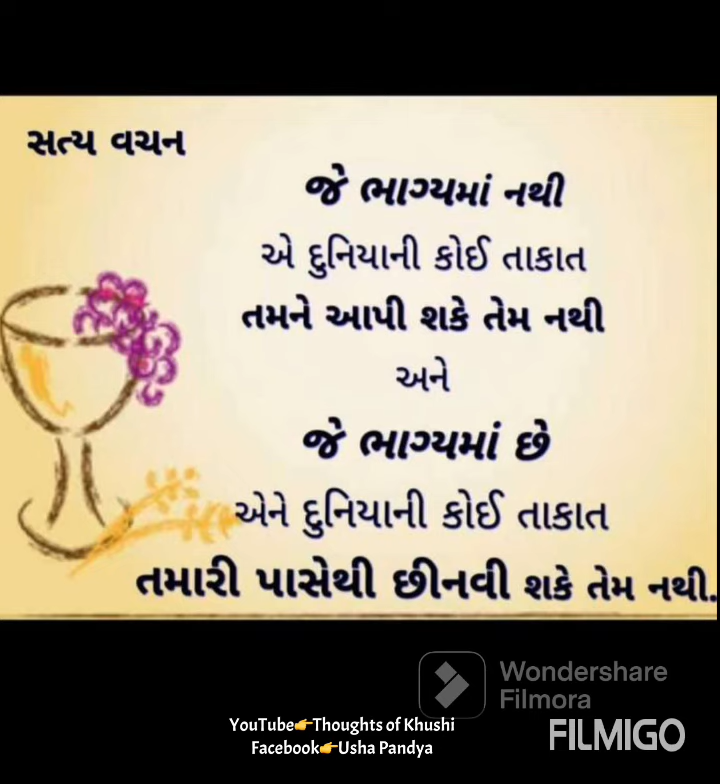 સત્ય વચન
જે ભાગ્યમાં નથી
એ દુનિયાની કોઈ તાકાત
તમને આપી શકે તેમ નથી
અને
જે ભાગ્યમાં છે
એને દુનિયાની કોઈ તાકાત
તમારી પાસેથી છીનવી શકે તેમ નથી.
Wondershare
Filmora
YouTube👉Thoughts of Khushi
Facebook👉Usha Pandya
FILMIGO